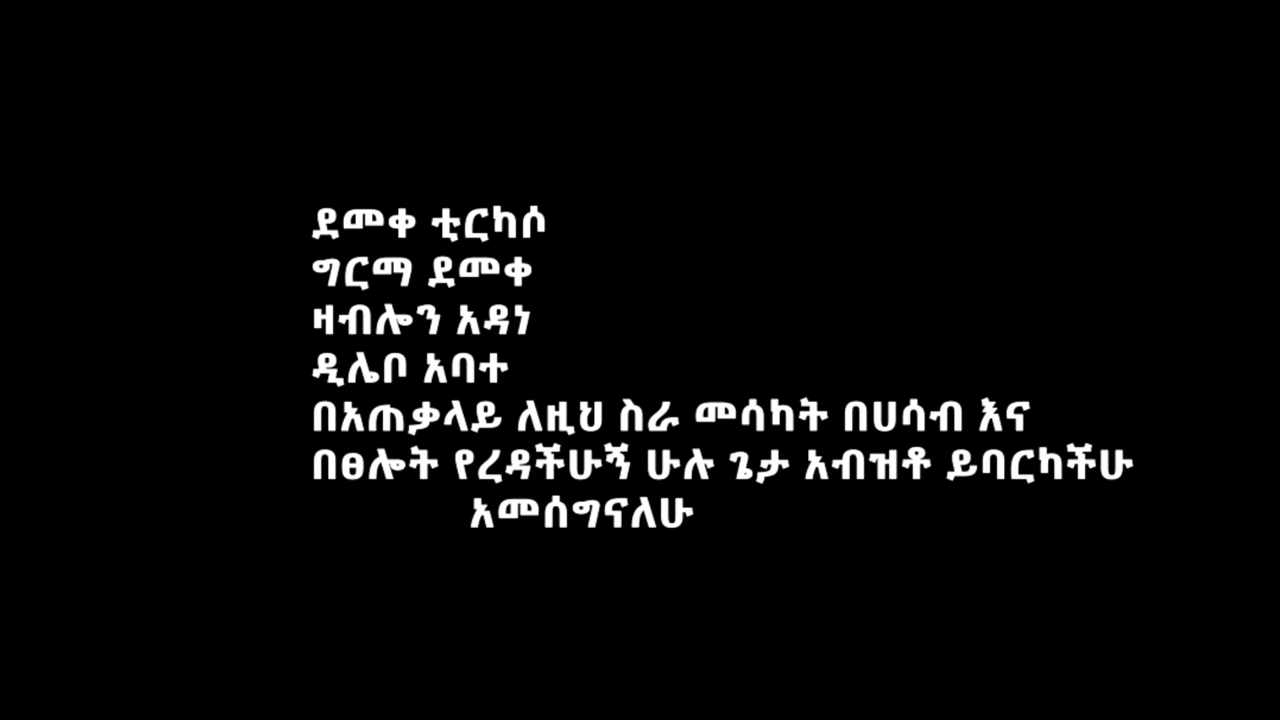 ደመቀ ቲርካሶ
ግርማ ደመቀ
ዛብሎን አዳነ
ዲሌቦ አባተ
በአጠቃላይ ለዚህ ስራ መሳካት በሀሳብ እና
በፀሎት የረዳችሁኝ ሁሉ ጌታ አብዝቶ ይባርካችሁ
አመሰግናለሁ